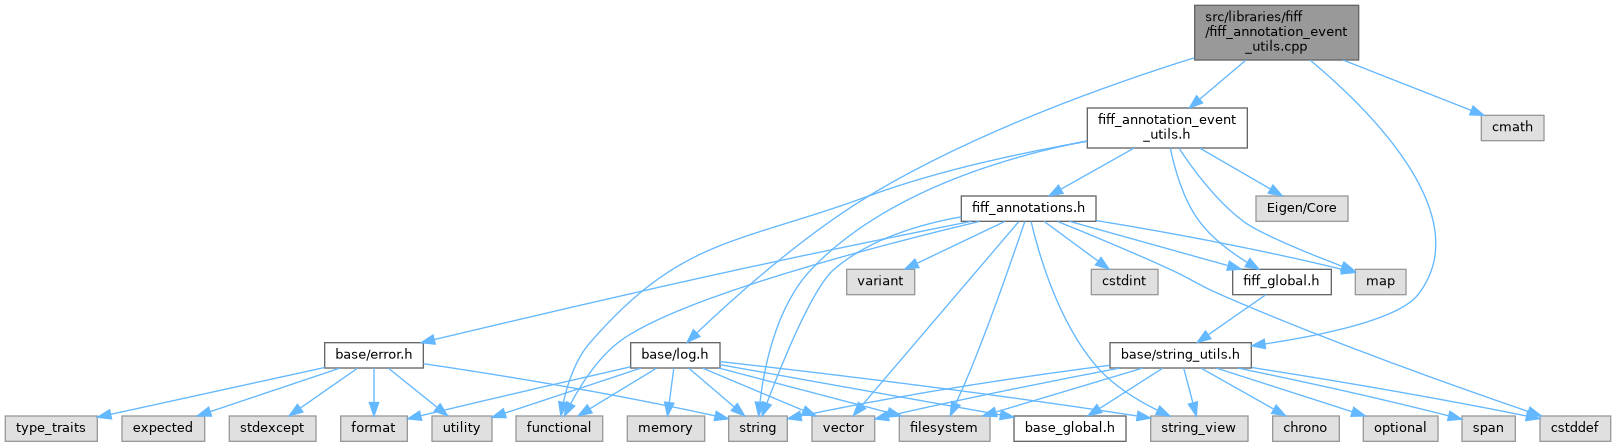 src/libraries/fiff
/fiff_annotation_event
_utils.cpp
fiff_annotation_event
_utils.h
cmath
fiff_annotations.h
Eigen/Core
variant
cstdint
fiff_global.h
map
base/error.h
base/log.h
base/string_utils.h
type_traits
expected
stdexcept
format
utility
functional
memory
string
vector
filesystem
base_global.h
string_view
chrono
optional
span
cstddef